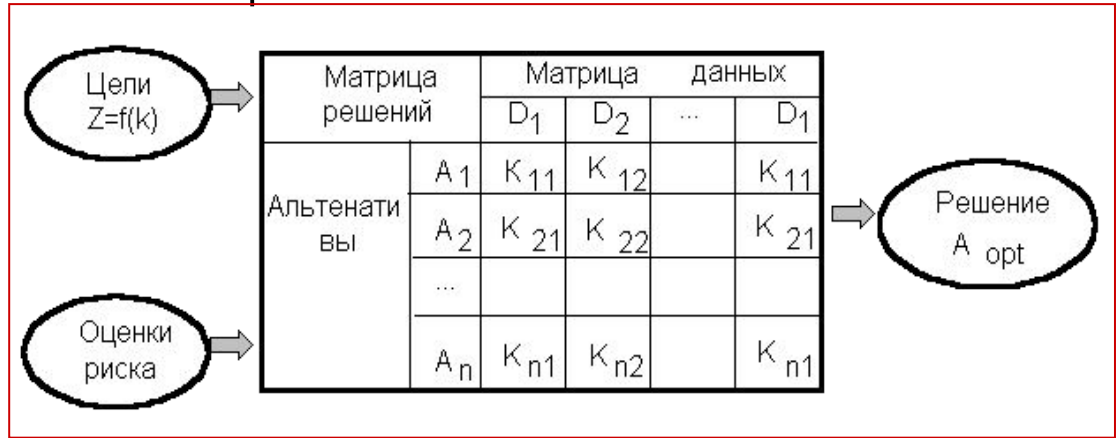 Цели
Z=f(k)
Оценки
риска
Матрица решений Матрица данных
D1 D2 ... D1
Альтенати
вы
A1 K11 K12 K11
A2 K21 K22 K21
...
An Kn1 Kn2 Kn1
Решение
A opt